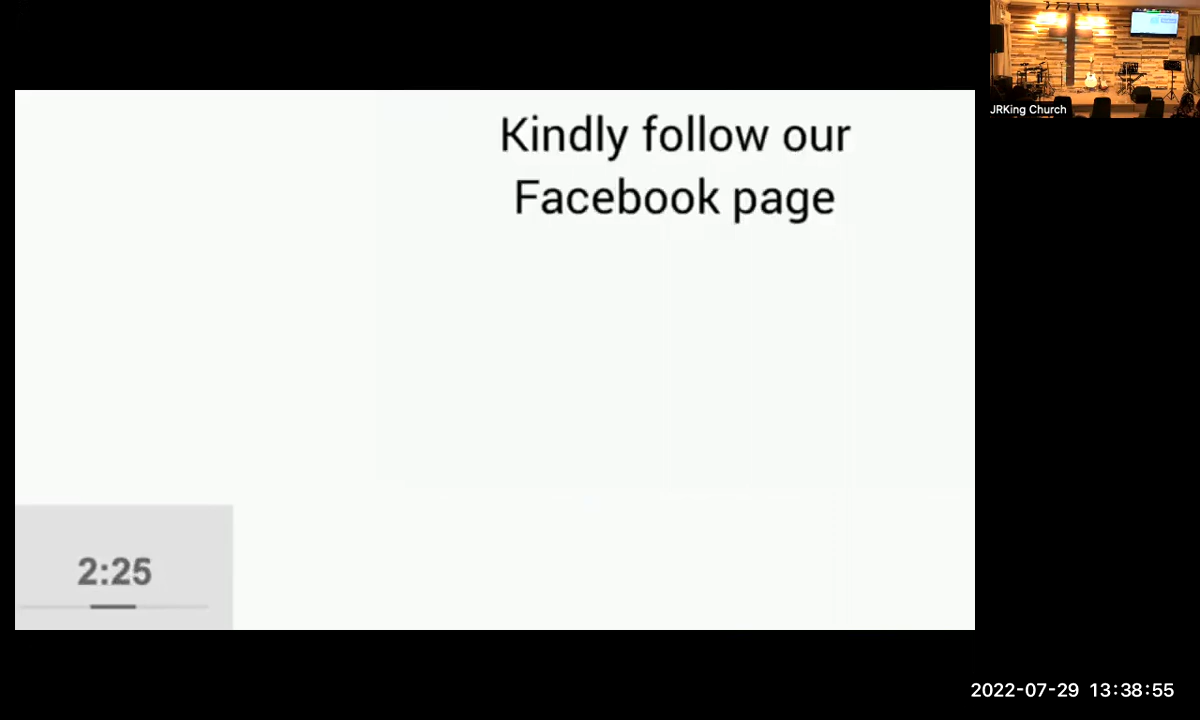 Kindly follow our
Facebook page
JRKing Church
2:25
2022-07-29 13:38:55